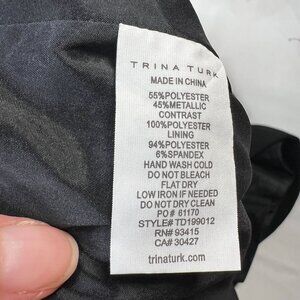 TRINA TURK
MADE IN CHINA
55%POLYESTER
45%METALLIC
CONTRAST
100%POLYESTER
LINING
94%POLYESTER
6%SPANDEX
HAND WASH COLD
DO NOT BLEACH
FLAT DRY
LOW IRON IF NEEDED
DO NOT DRY CLEAN
PO# 61170
STYLE# TD199012
RN# 93415
CA# 30427
trinaturk.com